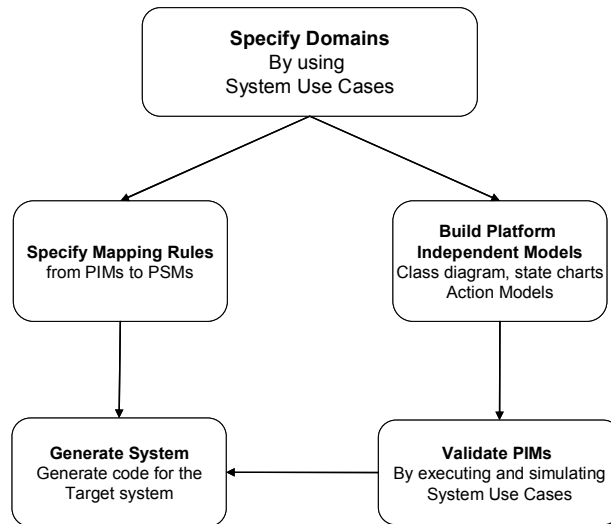 Specify Domains
By using
System Use Cases
Specify Mapping Rules
from PIMs to PSMs
Build Platform
Independent Models
Class diagram, state charts
Action Models
Generate System
Generate code for the
Target system
Validate PIMs
By executing and simulating
System Use Cases